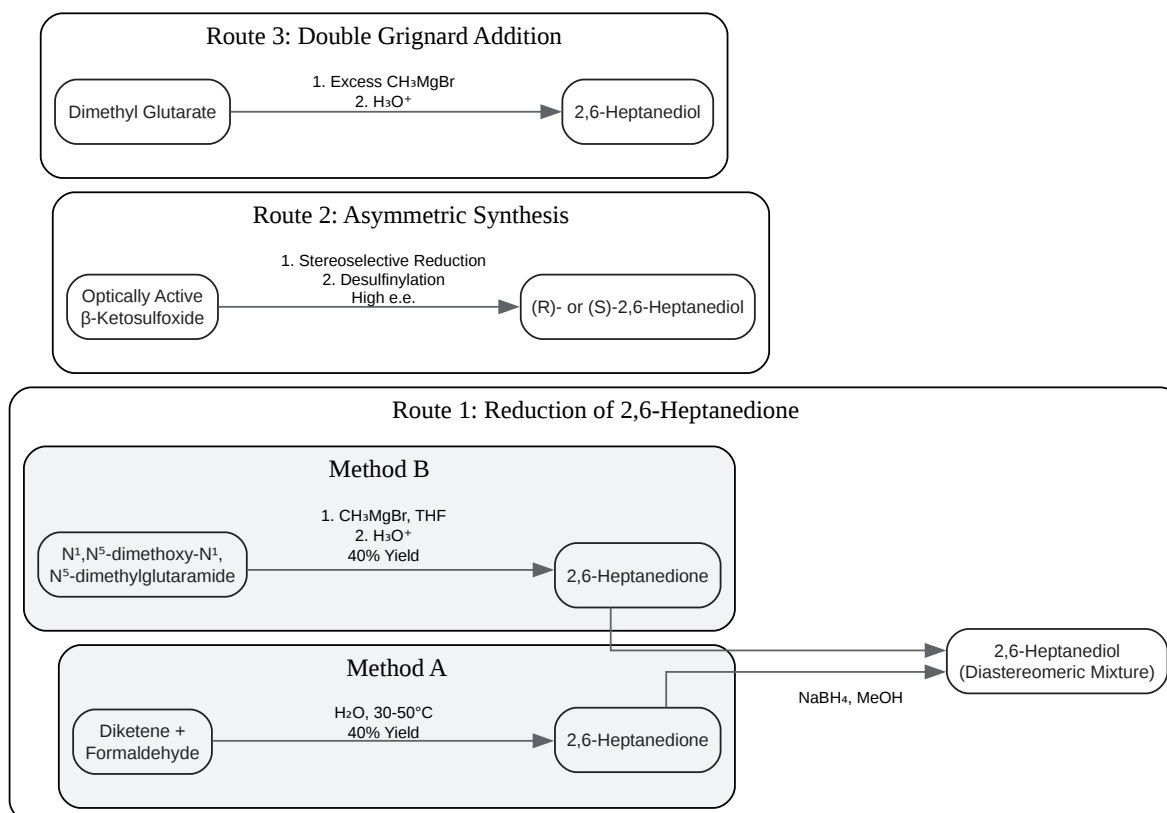 Route 3: Double Grignard Addition
Dimethyl Glutarate
1. Excess CH₃MgBr
2. H₃O⁺
2,6-Heptanediol
Route 2: Asymmetric Synthesis
Optically Active
β-Ketosulfoxide
1. Stereoselective Reduction
2. Desulfinylation
High e.e.
(R)- or (S)-2,6-Heptanediol
Route 1: Reduction of 2,6-Heptanedione
Method B
N¹,N⁵-dimethoxy-N¹,
N⁵-dimethylglutaramide
1. CH₃MgBr, THF
2. H₃O⁺
40% Yield
2,6-Heptanedione
Method A
Diketene +
Formaldehyde
H₂O, 30-50°C
40% Yield
2,6-Heptanedione
NaBH₄, MeOH
2,6-Heptanediol
(Diastereomeric Mixture)